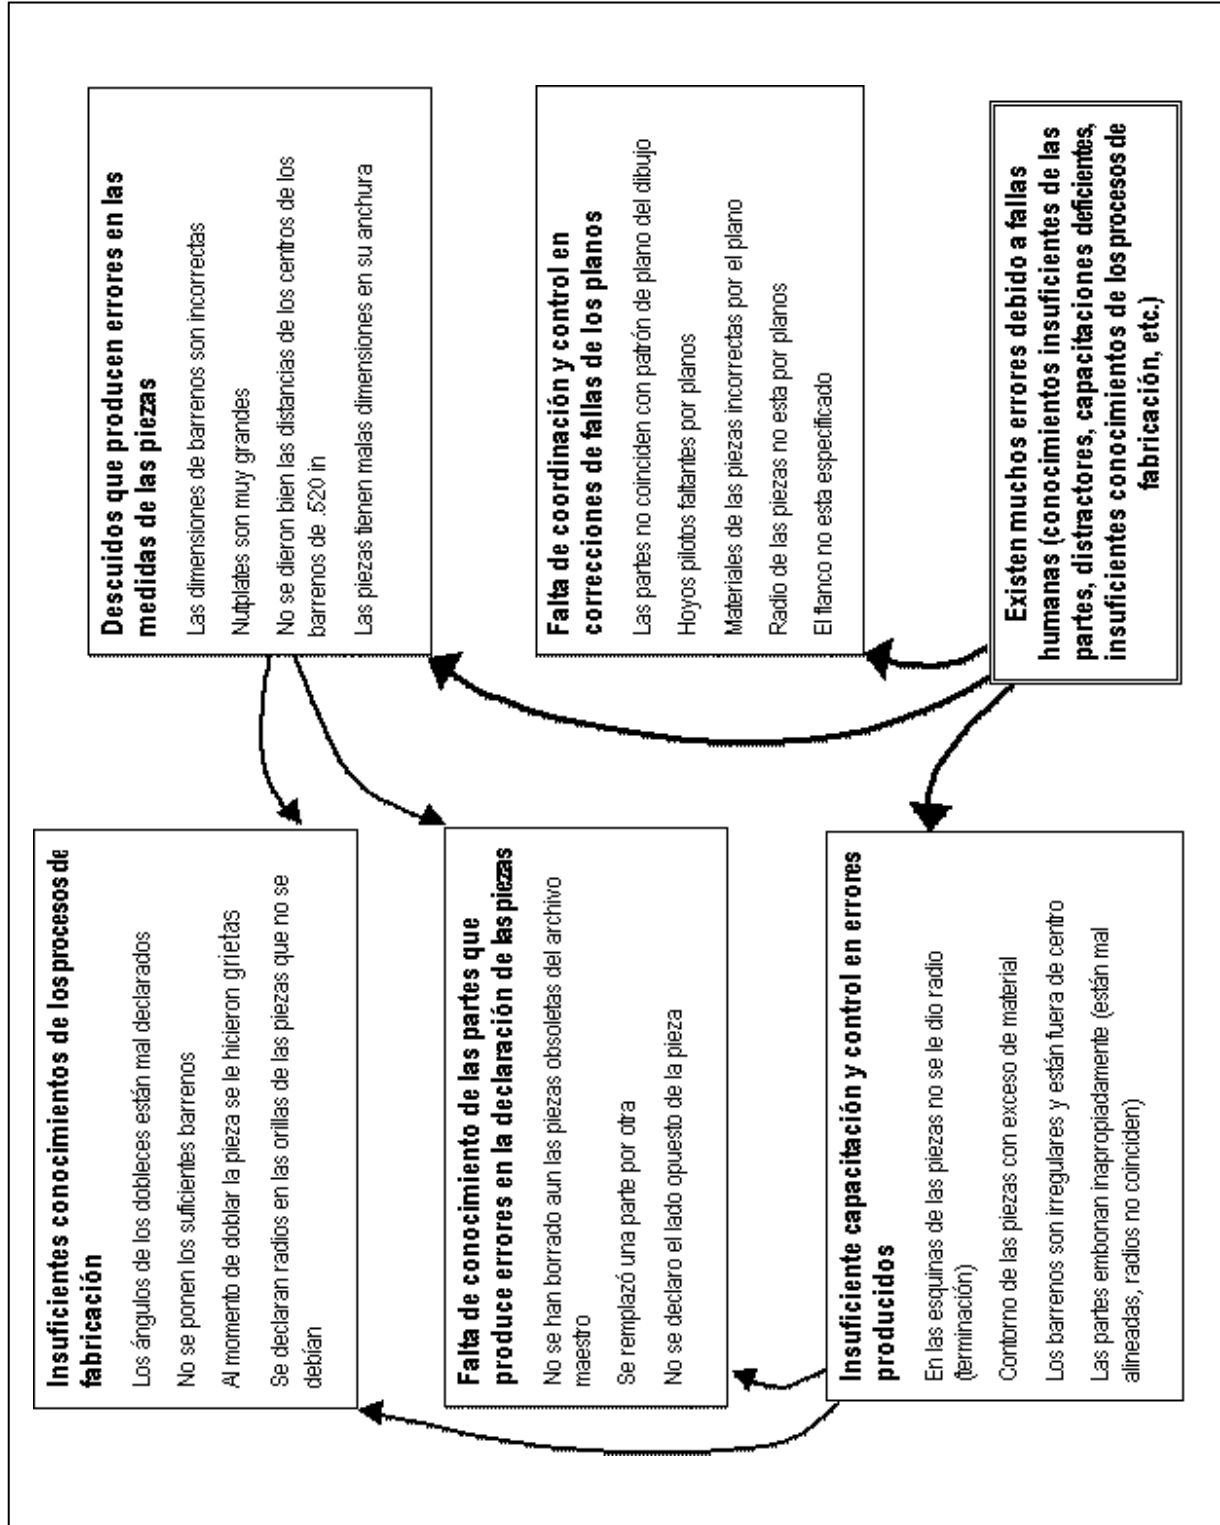 Insuficientes conocimientos de los procesos de
fabricación
Los ángulos de los dobleces están mal declarados
No se ponen los suficientes barrenos
Al momento de doblar la pieza se le hicieron grietas
Se declaran radios en las orillas de las piezas que no se
debían
Descuidos que producen errores en las
medidas de las piezas
Las dimensiones de barrenos son incorrectas
Nutplates son muy grandes
No se dieron bien las distancias de los centros de los
barrenos de .520 in
Las piezas tienen malas dimensiones en su anchura
Falta de conocimiento de las partes que
produce errores en la declaración de las piezas
No se han borrado aun las piezas obsoletas del archivo
maestro
Se remplazó una parte por otra
No se declaro el lado opuesto de la pieza
Falta de coordinación y control en
correcciones de fallas de los planos
Las partes no coinciden con patrón de plano del dibujo
Hoyos pilotos faltantes por planos
Materiales de las piezas incorrectas por el plano
Radio de las piezas no esta por planos
El flanco no esta especificado
Insuficiente capacitación y control en errores
producidos
En las esquinas de las piezas no se le dio radio
(terminación)
Contorno de las piezas con exceso de material
Los barrenos son irregulares y están fuera de centro
Las partes embonan inapropiadamente (están mal
alineadas, radios no coinciden)
Existen muchos errores debido a fallas
humanas (conocimientos insuficientes de las
partes, distractores, capacitaciones deficientes,
insuficientes conocimientos de los procesos de
fabricación, etc.)